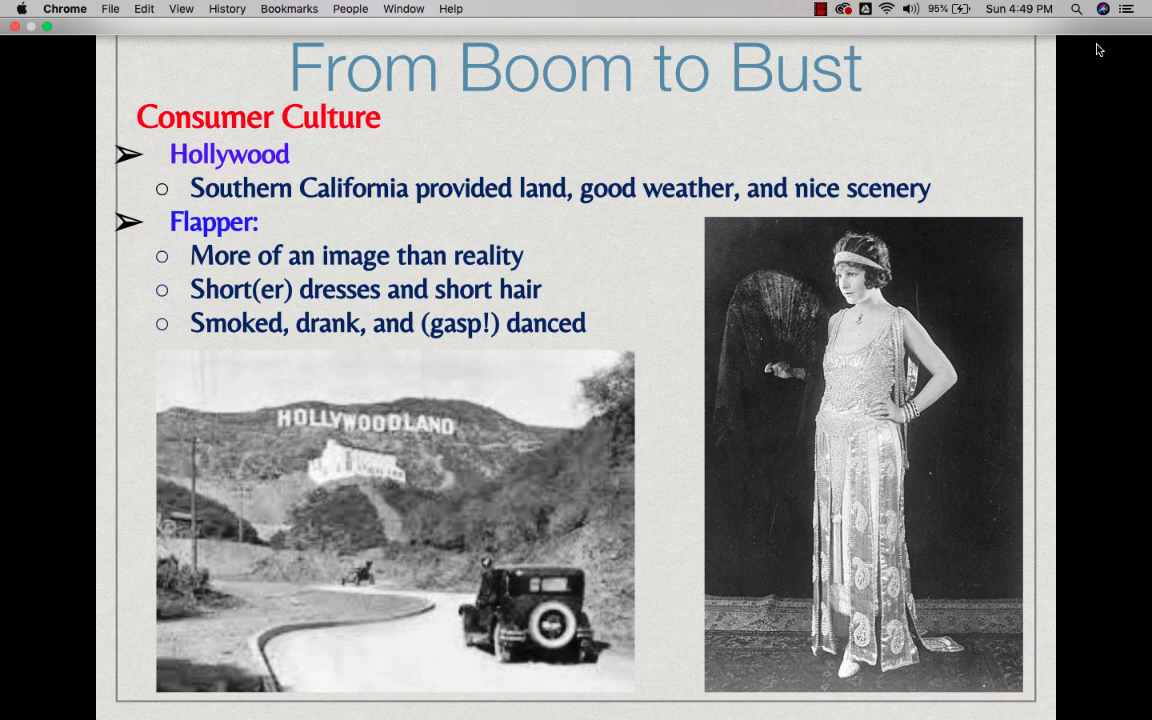 Chrome File Edit View History Bookmarks People Window Help 95% Sun 4:49 PM
From Boom to Bust
Consumer Culture
➢ Hollywood
○ Southern California provided land, good weather, and nice scenery
➢ Flapper:
○ More of an image than reality
○ Short(er) dresses and short hair
○ Smoked, drank, and (gasp!) danced
HOLLYWOODLAND